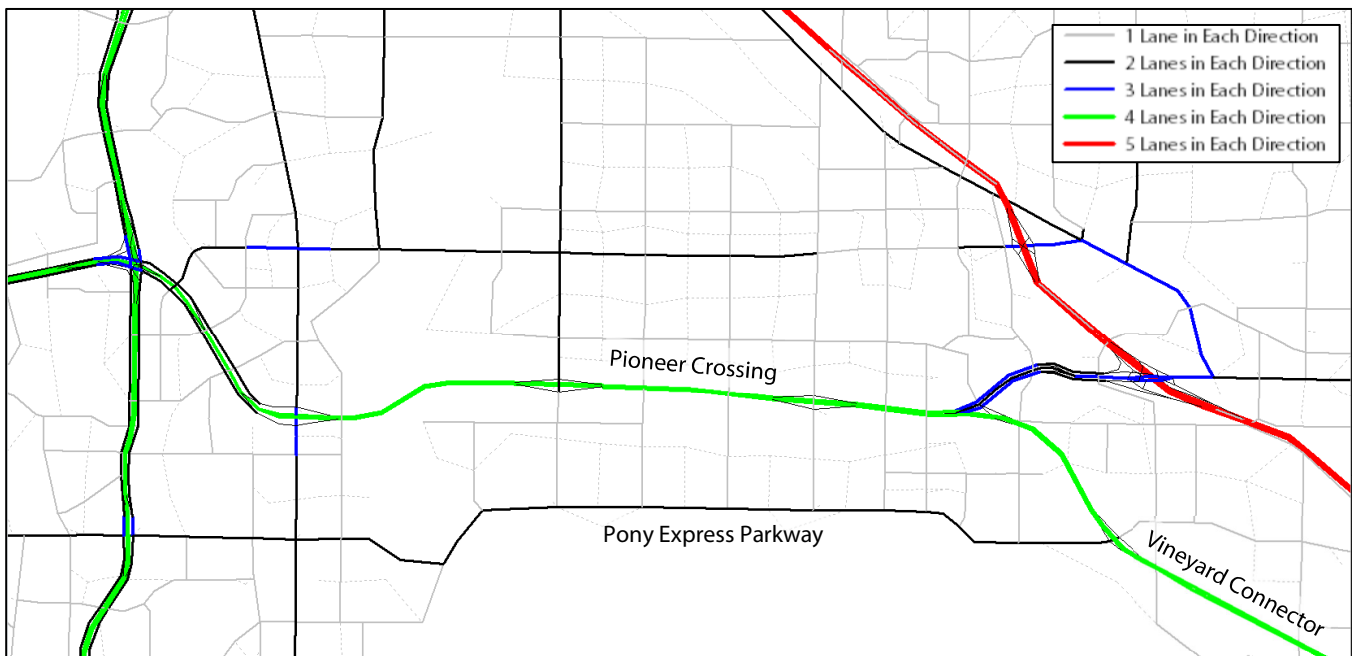 1 Lane in Each Direction
2 Lanes in Each Direction
3 Lanes in Each Direction
4 Lanes in Each Direction
5 Lanes in Each Direction
Pioneer Crossing
Pony Express Parkway
Vineyard Connector